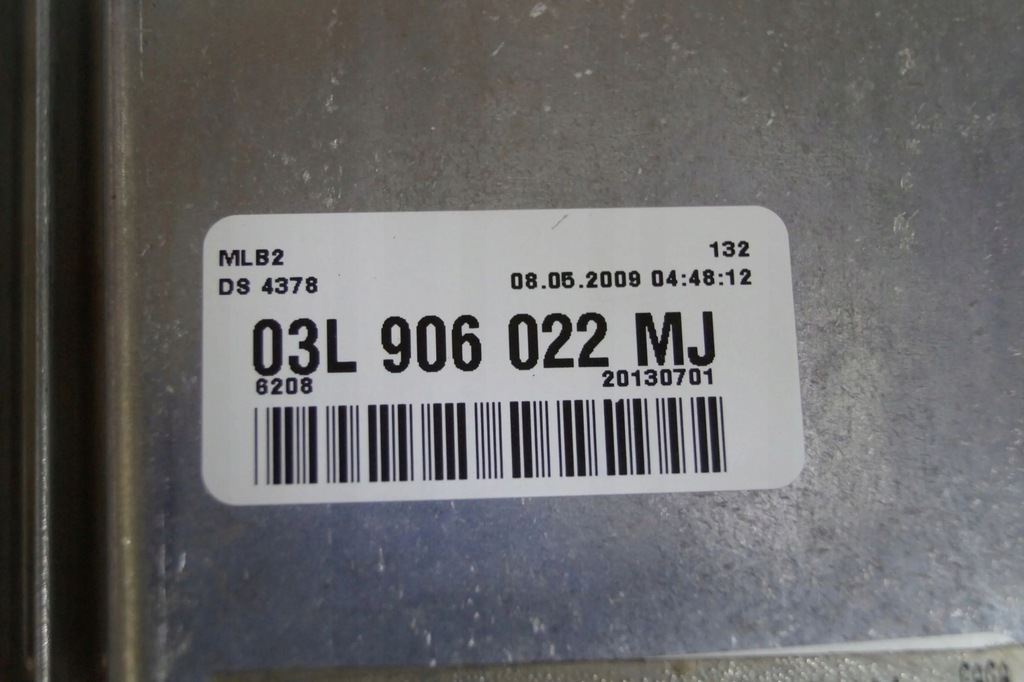 MLB2 132
DS 4378 08.05.2009 04:48:12
03L 906 022 MJ
6208 20130701